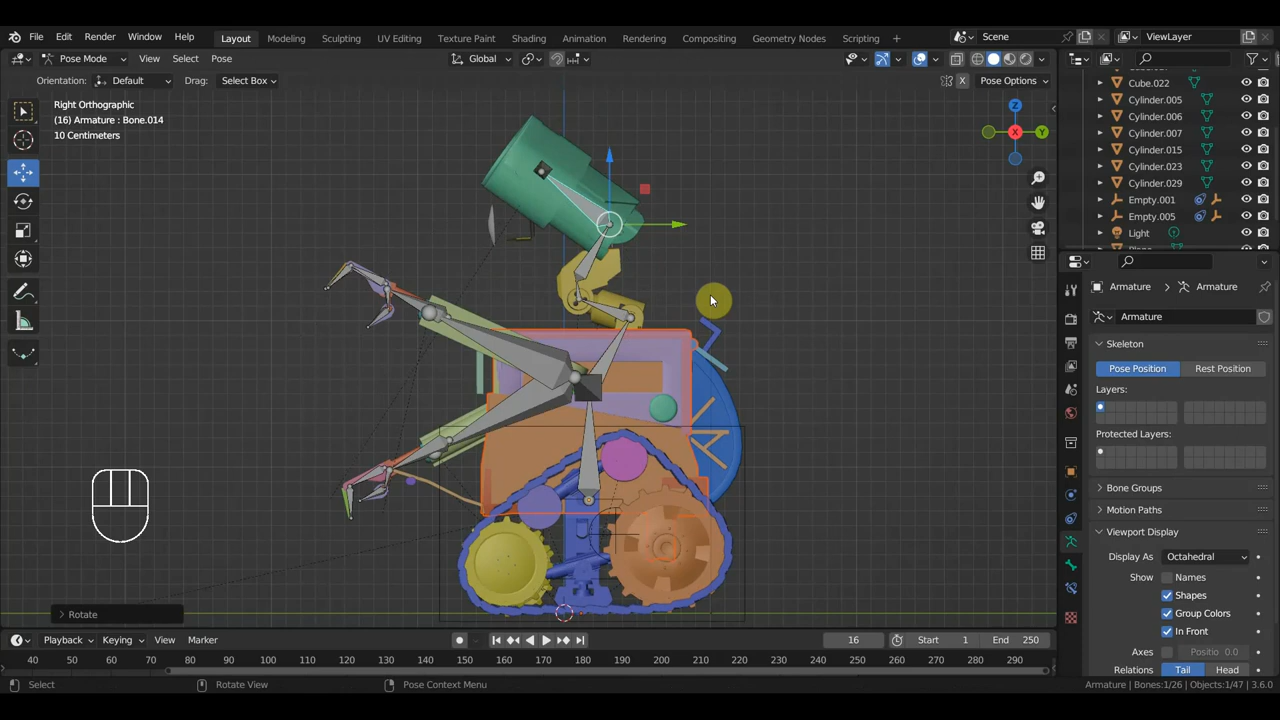 File Edit Render Window Help Layout Modeling Sculpting UV Editing Texture Paint Shading Animation Rendering Compositing Geometry Nodes Scripting + Scene ViewLayer
Pose Mode View Select Pose Global
Orientation: Default Drag: Select Box X Pose Options
Right Orthographic
(16) Armature : Bone.014
10 Centimeters
Z
Y
X
Rotate
Cube.022
Cylinder.005
Cylinder.006
Cylinder.007
Cylinder.015
Cylinder.023
Cylinder.029
Empty.001
Empty.005
Light
Armature > Armature
Armature
Skeleton
Pose Position Rest Position
Layers:
Protected Layers:
Bone Groups
Motion Paths
Viewport Display
Display As Octahedral
Show Names
Shapes
Group Colors
In Front
Axes Positio 0.0
Relations Tail Head
Playback Keying View Marker 16 Start 1 End 250
40 50 60 70 80 90 100 110 120 130 140 150 160 170 180 190 200 210 220 230 240 250 260 270 280 290
Select Rotate View Pose Context Menu Armature | Bones:1/26 | Objects:1/47 | 3.6.0